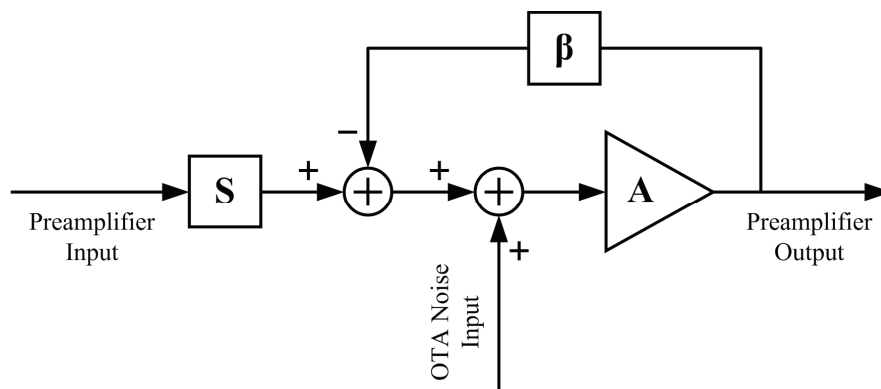 β
−
+
+
+
+
S
A
Preamplifier
Input
Preamplifier
Output
+
OTA Noise
Input